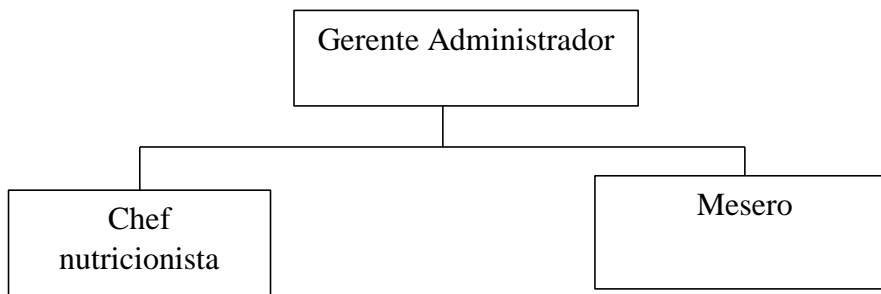 Gerente Administrador
Chef
nutricionista
Mesero